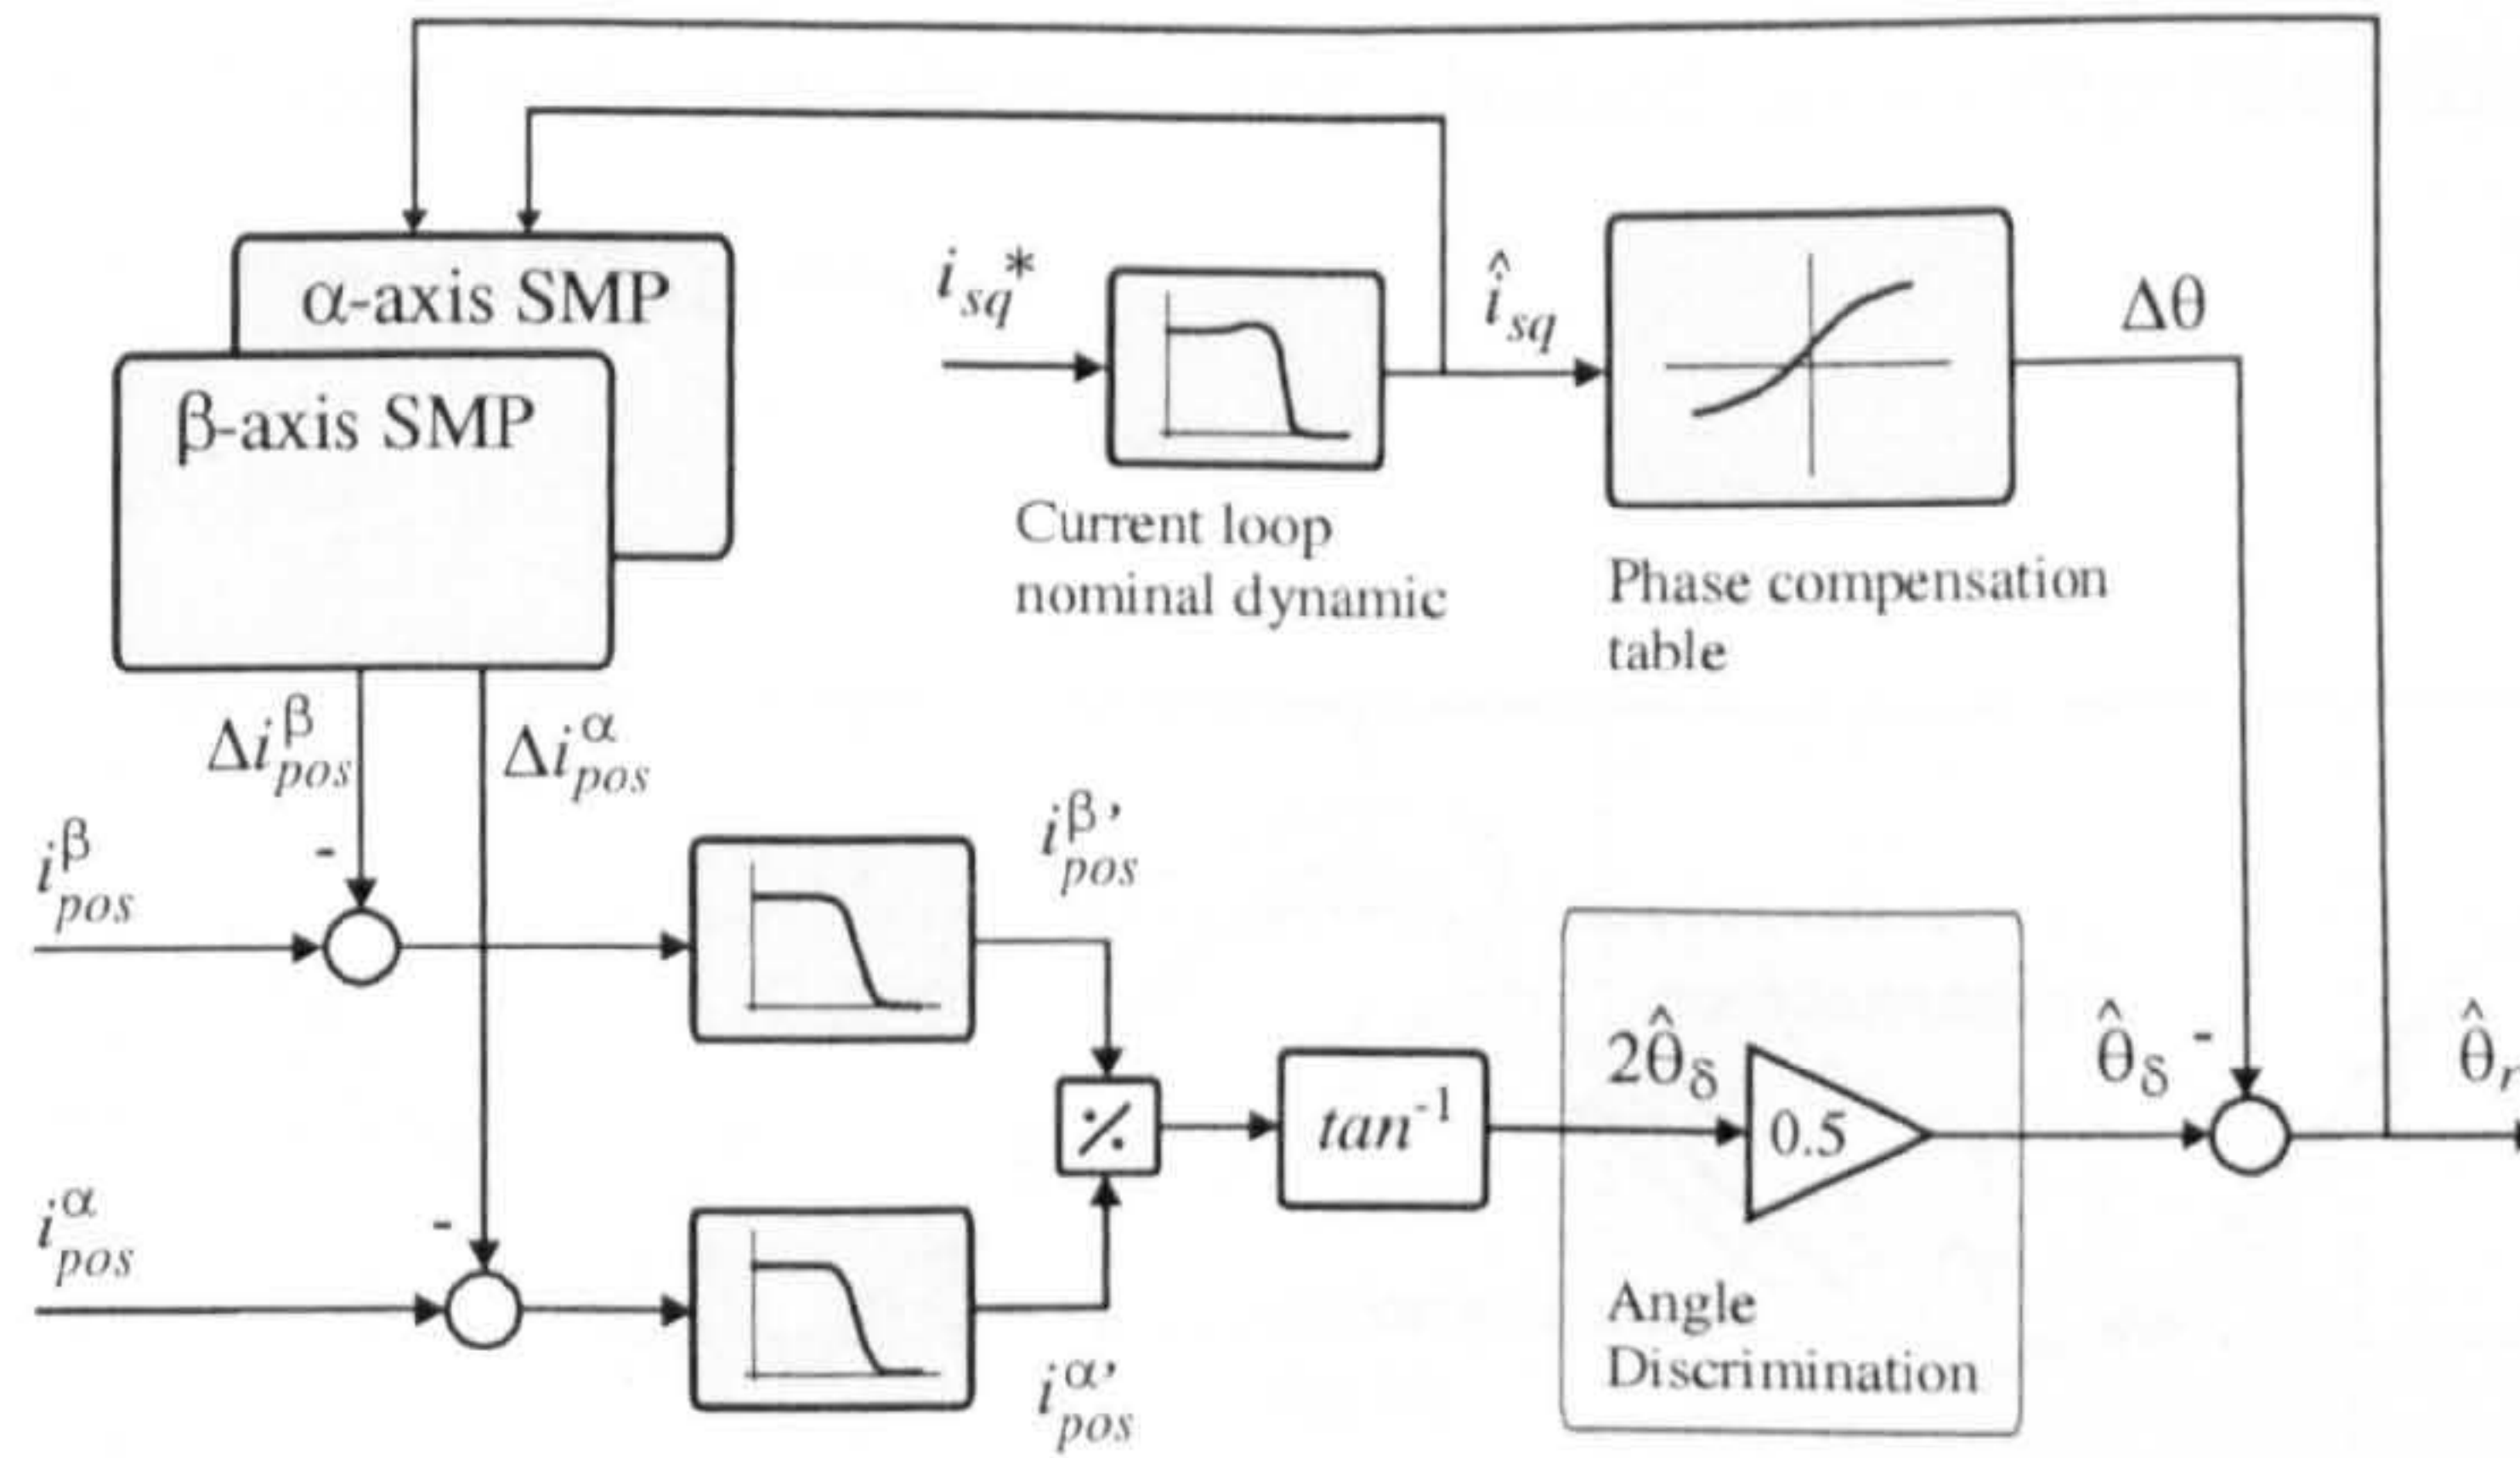 α-axis SMP
β-axis SMP
i_sq*
î_sq
Δθ
Current loop
nominal dynamic
Phase compensation
table
Δi^β_pos
Δi^α_pos
-
i^β_pos
i^β'_pos
-
i^α_pos
i^α'_pos
%
tan^-1
2θ̂_δ
0.5
θ̂_δ
-
θ̂_r
Angle
Discrimination